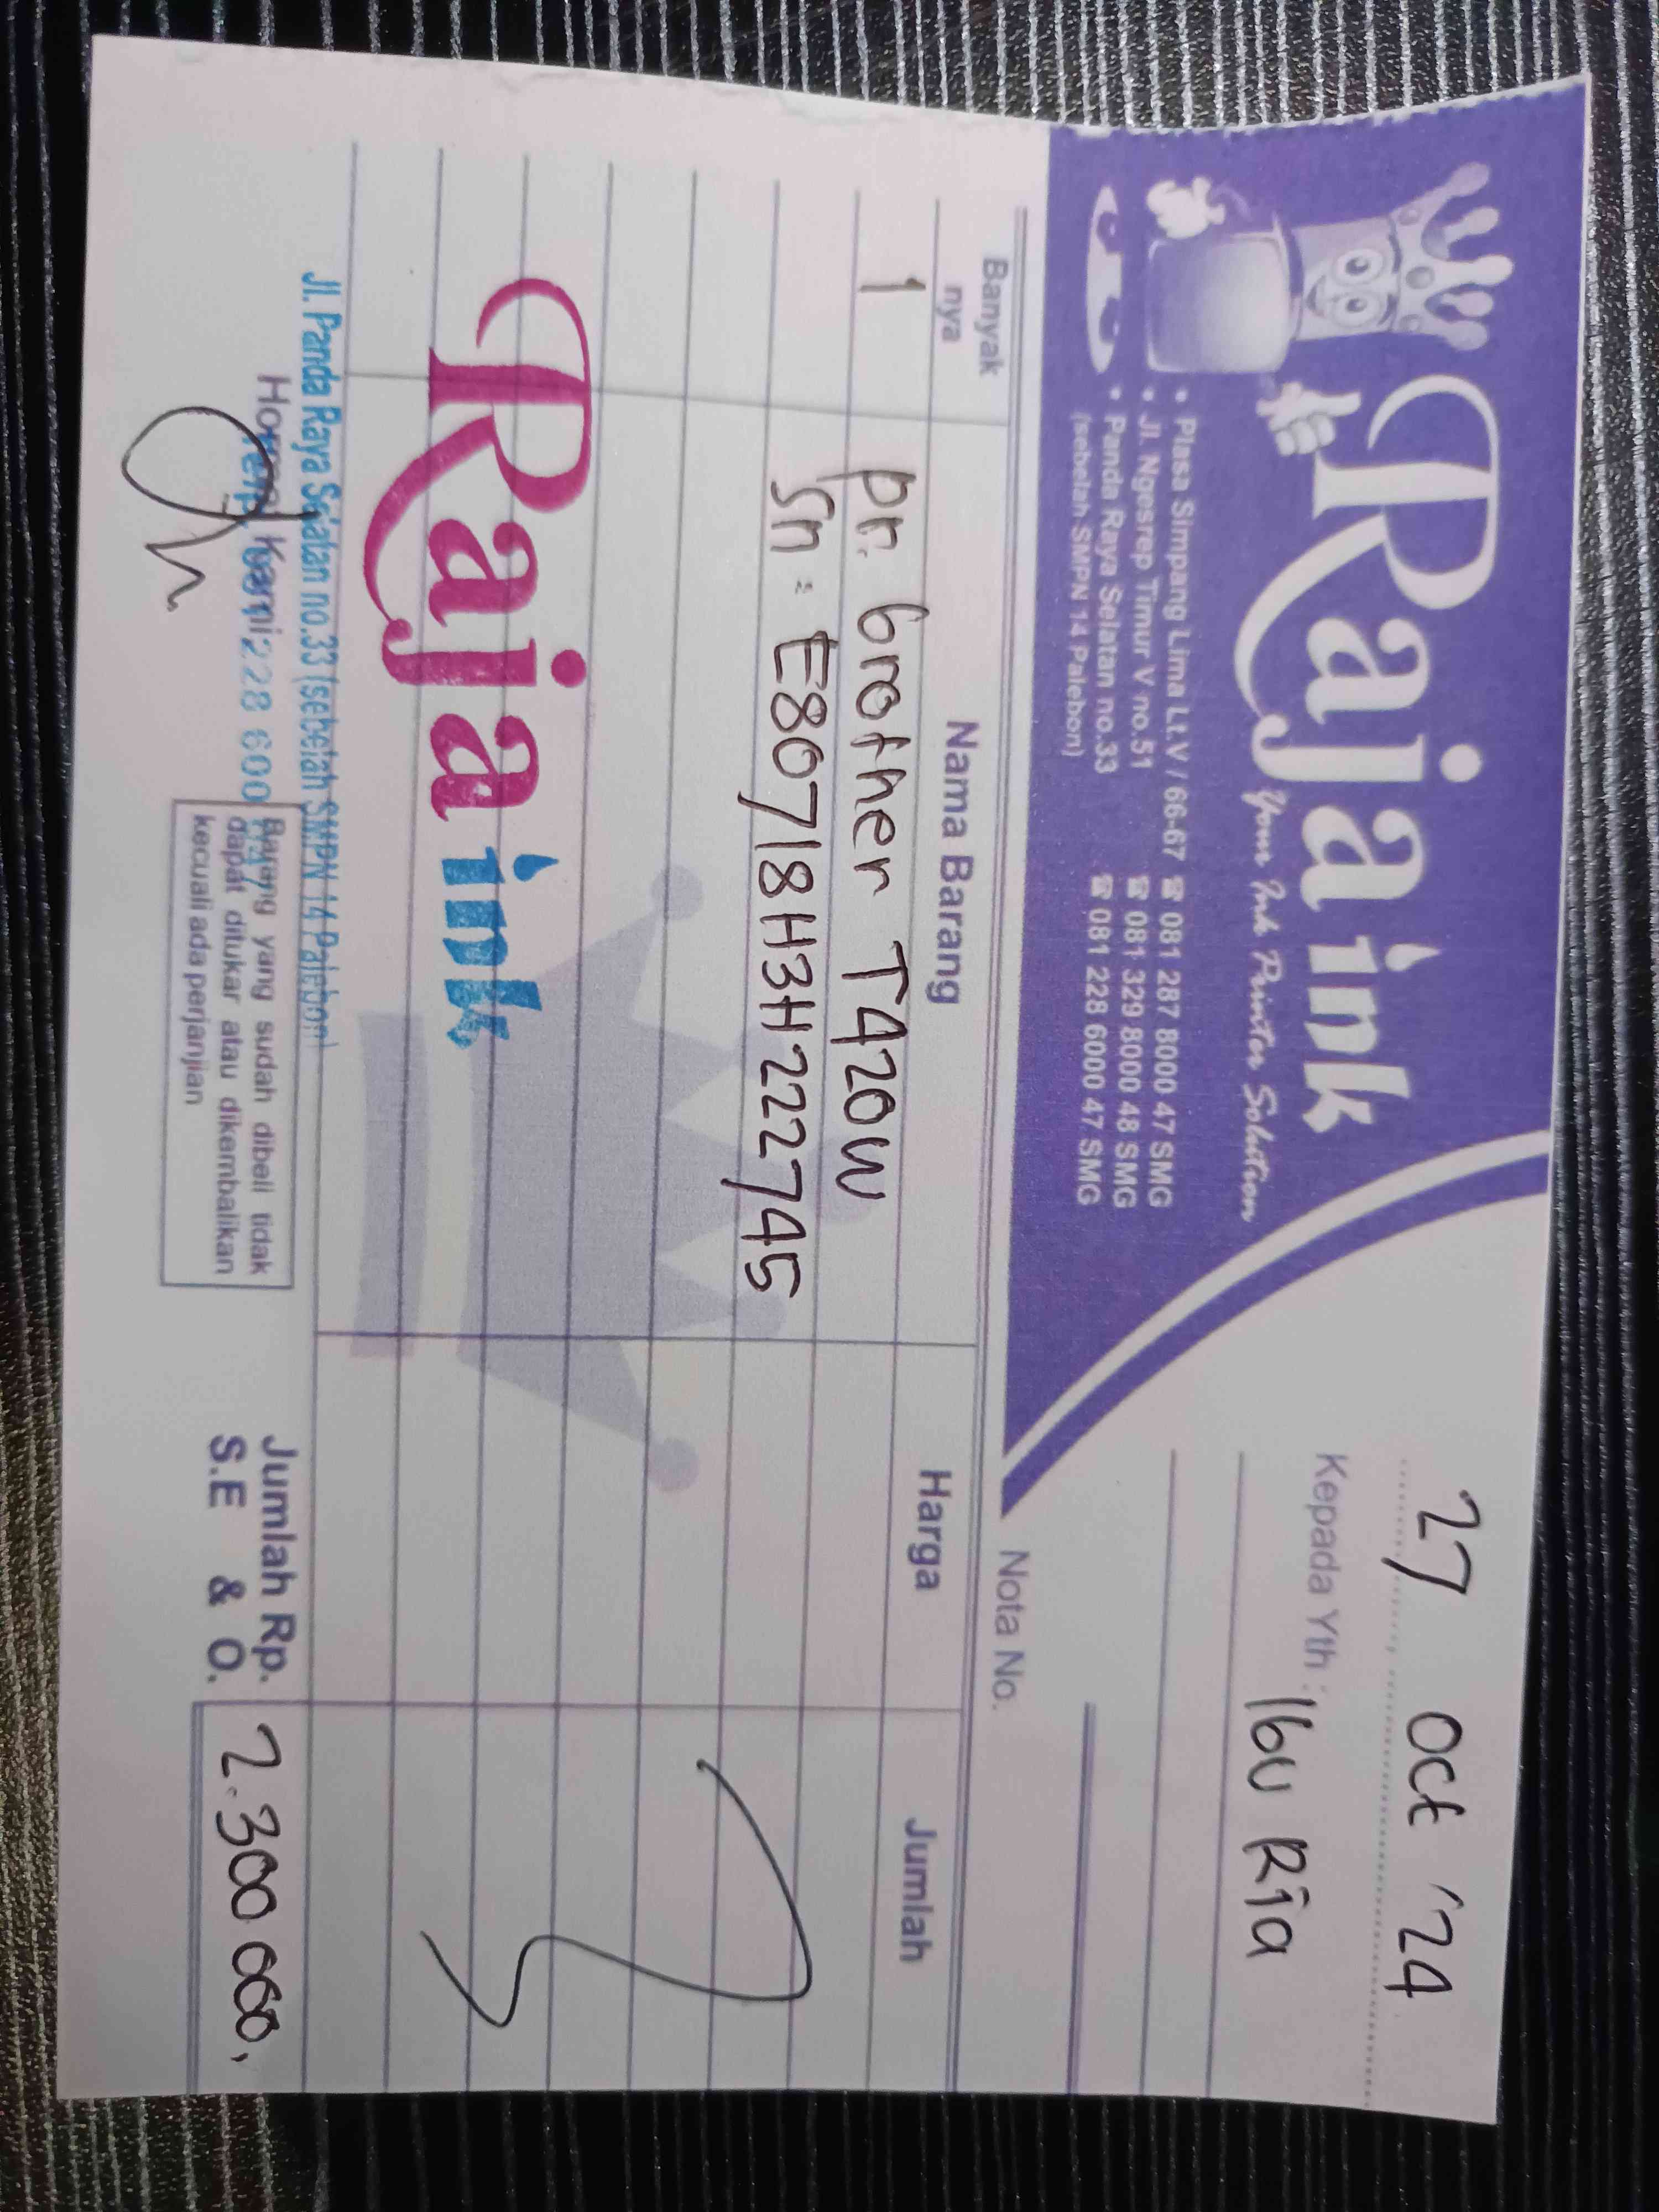 Raja ink
Your Ink Printer Solution
• Plasa Simpang Lima Lt.V / 66-67 ☎ 081 287 8000 47 SMG
• Jl. Ngesrep Timur V no.51 ☎ 081 329 8000 48 SMG
• Panda Raya Selatan no.33 ☎ 081 228 6000 47 SMG
(sebelah SMPN 14 Palebon)
27 Oct '24
Kepada Yth : Ibu Ria
Nota No.
Banyak nya Nama Barang Harga Jumlah
1 pr. brother T420W
Sn : E80718H3H222745
Raja ink
Jl. Panda Raya Selatan no.33 (sebelah SMPN 14 Palebon)
Hormat Kami
Barang yang sudah dibeli tidak
dapat ditukar atau dikembalikan
kecuali ada perjanjian
Jumlah Rp. 2.300 000,
S.E & O.